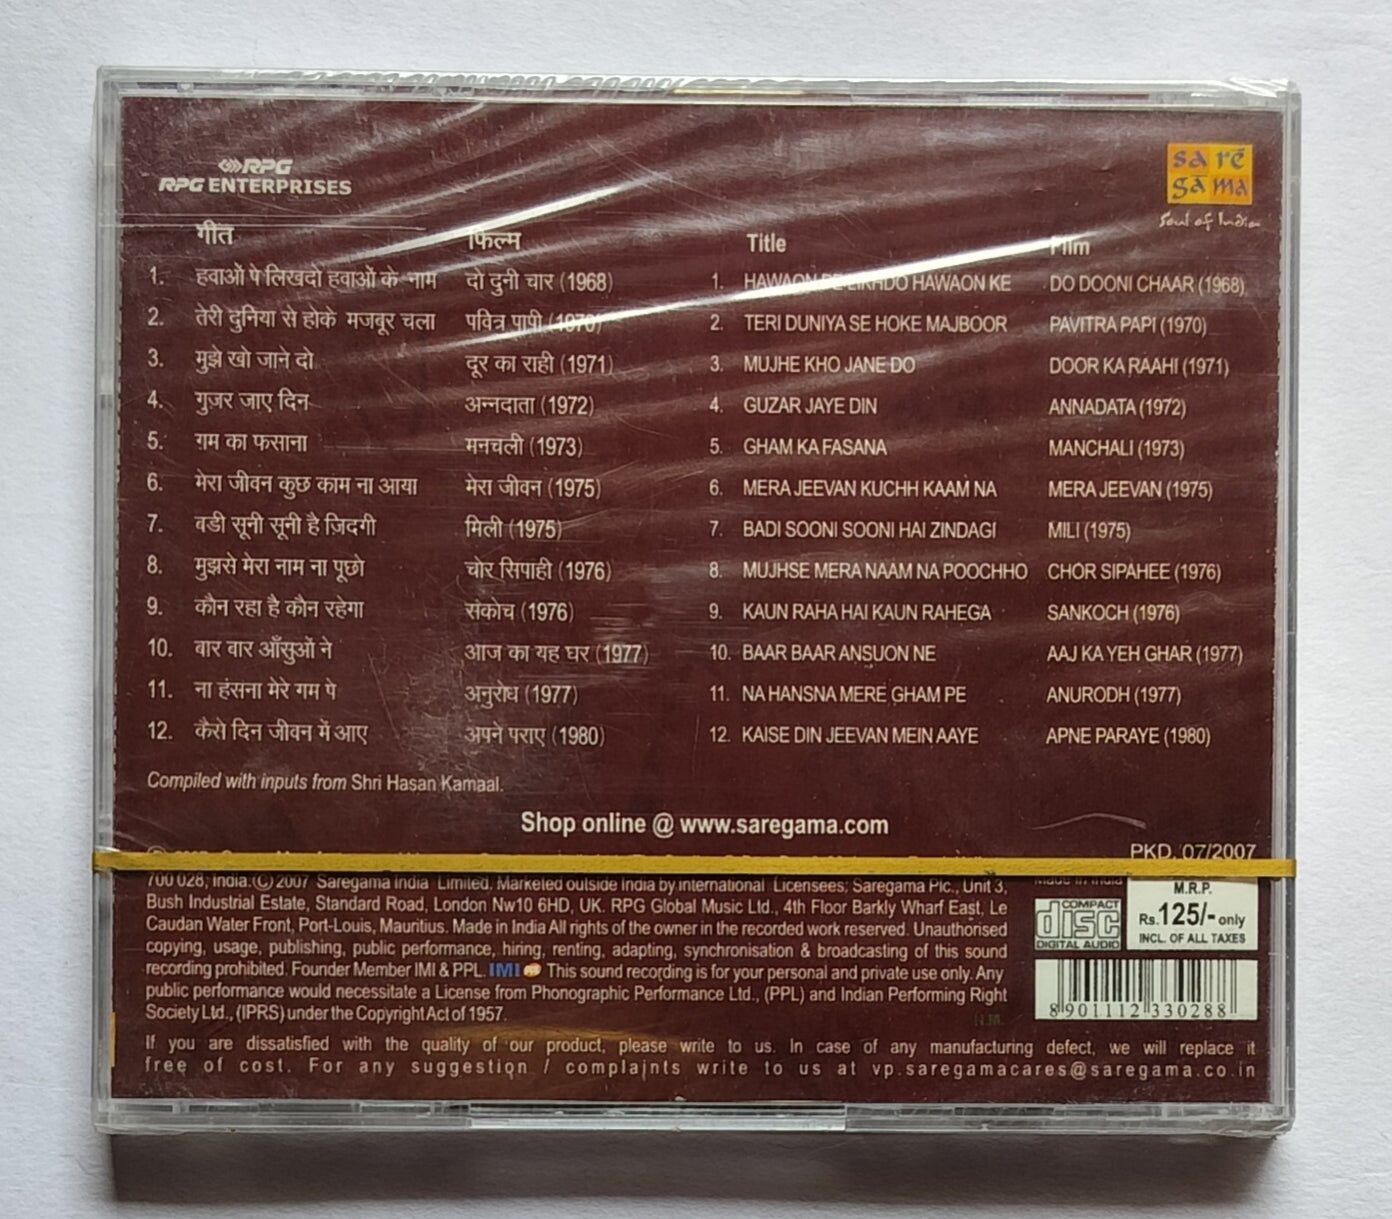 RPG
RPG ENTERPRISES
sa rē
gā ma
Soul of India
गीत फिल्म Title Film
1. हवाओं पे लिखदो हवाओं के नाम दो दुनी चार (1968) 1. HAWAON PE LIKHDO HAWAON KE DO DOONI CHAAR (1968)
2. तेरी दुनिया से होके मजबूर चला पवित्र पापी (1970) 2. TERI DUNIYA SE HOKE MAJBOOR PAVITRA PAPI (1970)
3. मुझे खो जाने दो दूर का राही (1971) 3. MUJHE KHO JANE DO DOOR KA RAAHI (1971)
4. गुजर जाए दिन अन्नदाता (1972) 4. GUZAR JAYE DIN ANNADATA (1972)
5. ग़म का फसाना मनचली (1973) 5. GHAM KA FASANA MANCHALI (1973)
6. मेरा जीवन कुछ काम ना आया मेरा जीवन (1975) 6. MERA JEEVAN KUCHH KAAM NA MERA JEEVAN (1975)
7. बडी सूनी सूनी है ज़िदगी मिली (1975) 7. BADI SOONI SOONI HAI ZINDAGI MILI (1975)
8. मुझसे मेरा नाम ना पूछो चोर सिपाही (1976) 8. MUJHSE MERA NAAM NA POOCHHO CHOR SIPAHEE (1976)
9. कौन रहा है कौन रहेगा संकोच (1976) 9. KAUN RAHA HAI KAUN RAHEGA SANKOCH (1976)
10. बार बार आँसुओं ने आज का यह घर (1977) 10. BAAR BAAR ANSUON NE AAJ KA YEH GHAR (1977)
11. ना हंसना मेरे गम पे अनुरोध (1977) 11. NA HANSNA MERE GHAM PE ANURODH (1977)
12. कैसे दिन जीवन में आए अपने पराए (1980) 12. KAISE DIN JEEVAN MEIN AAYE APNE PARAYE (1980)
Compiled with inputs from Shri Hasan Kamaal.
Shop online @ www.saregama.com
PKD. 07/2007
700 028, India. © 2007 Saregama India Limited. Marketed outside India by international Licensees; Saregama Plc., Unit 3,
Bush Industrial Estate, Standard Road, London Nw10 6HD, UK. RPG Global Music Ltd., 4th Floor Barkly Wharf East, Le
Caudan Water Front, Port-Louis, Mauritius. Made in India All rights of the owner in the recorded work reserved. Unauthorised
copying, usage, publishing, public performance, hiring, renting, adapting, synchronisation & broadcasting of this sound
recording prohibited. Founder Member IMI & PPL. IMI This sound recording is for your personal and private use only. Any
public performance would necessitate a License from Phonographic Performance Ltd., (PPL) and Indian Performing Right
Society Ltd., (IPRS) under the Copyright Act of 1957.
N.M.
Made in India
COMPACT
disc
DIGITAL AUDIO
M.R.P.
Rs.125/- only
INCL. OF ALL TAXES
8901112330288
If you are dissatisfied with the quality of our product, please write to us. In case of any manufacturing defect, we will replace it
free of cost. For any suggestion / complaints write to us at vp.saregamacares@saregama.co.in